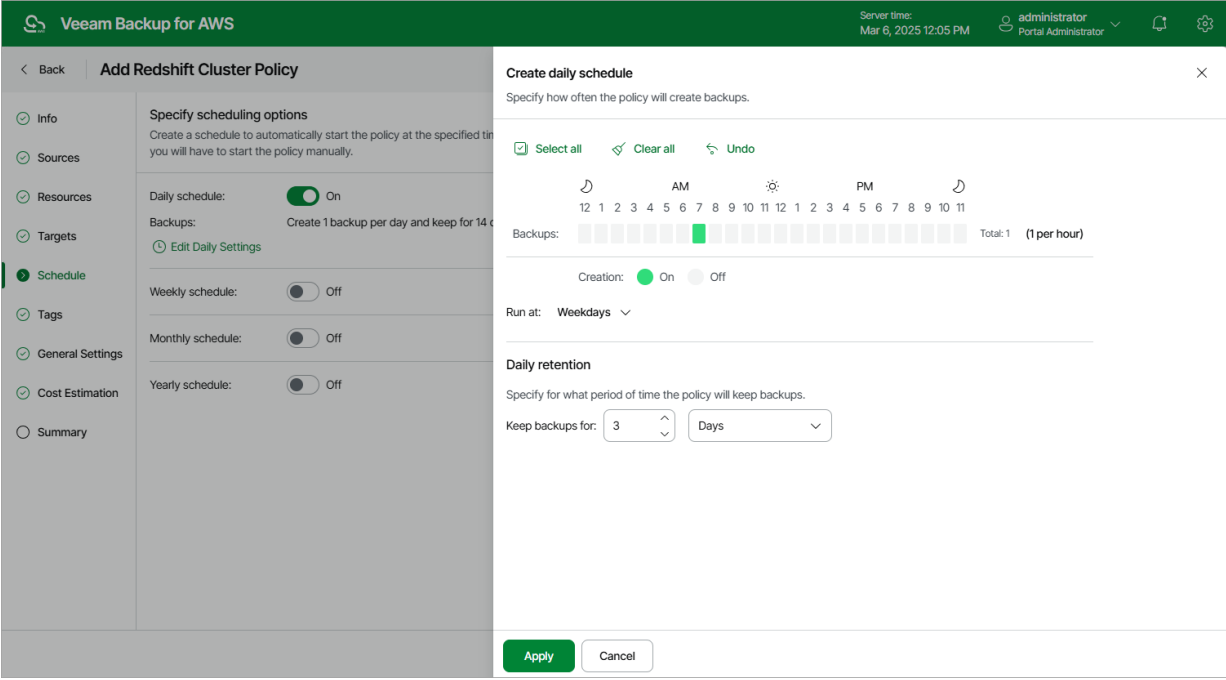 Veeam Backup for AWS
Server time:
Mar 6, 2025 12:05 PM
administrator
Portal Administrator
Back
Add Redshift Cluster Policy
Info
Sources
Resources
Targets
Schedule
Tags
General Settings
Cost Estimation
Summary
Specify scheduling options
Create a schedule to automatically start the policy at the specified
you will have to start the policy manually.
Daily schedule:
On
Backups:
Create 1 backup per day and keep for 14
Edit Daily Settings
Weekly schedule:
Off
Monthly schedule:
Off
Yearly schedule:
Off
Create daily schedule
Specify how often the policy will create backups.
Select all
Clear all
Undo
AM PM
12 1 2 3 4 5 6 7 8 9 10 11 12 1 2 3 4 5 6 7 8 9 10 11
Backups:
Total: 1 (1 per hour)
Creation: On Off
Run at: Weekdays
Daily retention
Specify for what period of time the policy will keep backups.
Keep backups for: 3 Days
Apply
Cancel